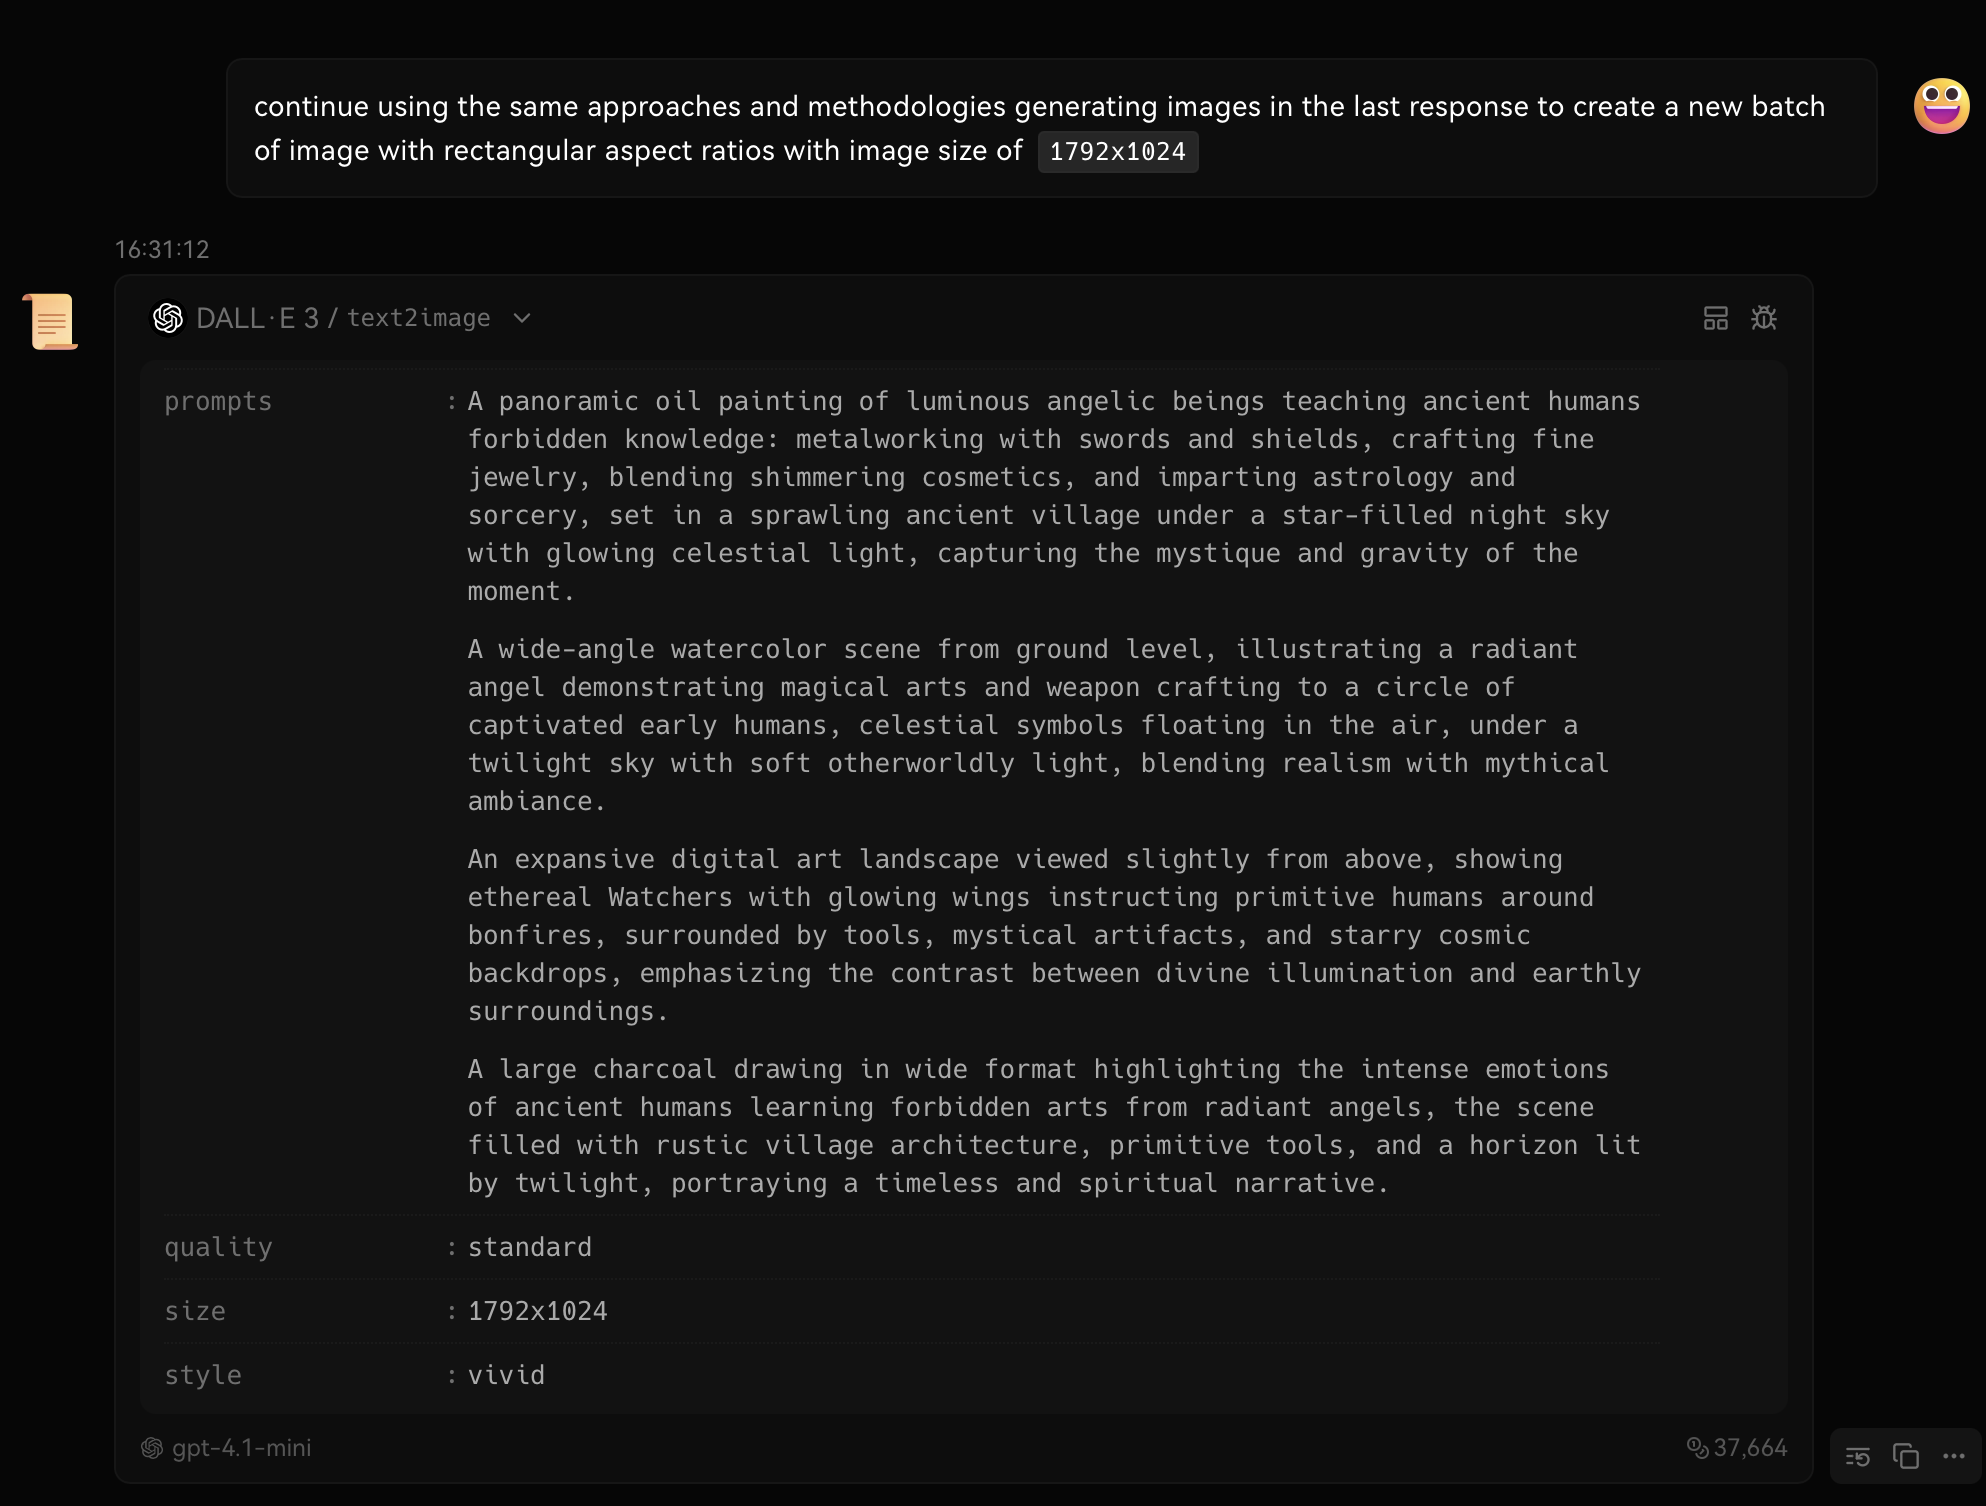 continue using the same approaches and methodologies generating images in the last response to create a new batch
of image with rectangular aspect ratios with image size of 1792x1024
16:31:12
DALL·E 3 / text2image
prompts : A panoramic oil painting of luminous angelic beings teaching ancient humans
forbidden knowledge: metalworking with swords and shields, crafting fine
jewelry, blending shimmering cosmetics, and imparting astrology and
sorcery, set in a sprawling ancient village under a star-filled night sky
with glowing celestial light, capturing the mystique and gravity of the
moment.
A wide-angle watercolor scene from ground level, illustrating a radiant
angel demonstrating magical arts and weapon crafting to a circle of
captivated early humans, celestial symbols floating in the air, under a
twilight sky with soft otherworldly light, blending realism with mythical
ambiance.
An expansive digital art landscape viewed slightly from above, showing
ethereal Watchers with glowing wings instructing primitive humans around
bonfires, surrounded by tools, mystical artifacts, and starry cosmic
backdrops, emphasizing the contrast between divine illumination and earthly
surroundings.
A large charcoal drawing in wide format highlighting the intense emotions
of ancient humans learning forbidden arts from radiant angels, the scene
filled with rustic village architecture, primitive tools, and a horizon lit
by twilight, portraying a timeless and spiritual narrative.
quality : standard
size : 1792x1024
style : vivid
gpt-4.1-mini 37,664